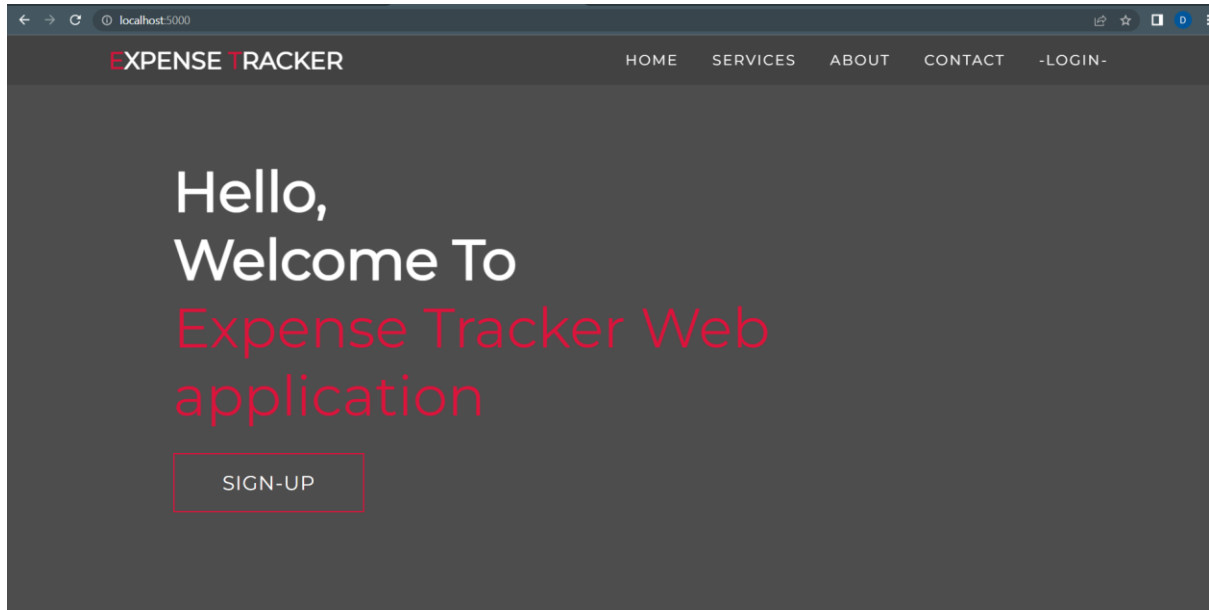 localhost:5000
D
EXPENSE TRACKER
HOME SERVICES ABOUT CONTACT -LOGIN-
Hello,
Welcome To
Expense Tracker Web
application
SIGN-UP